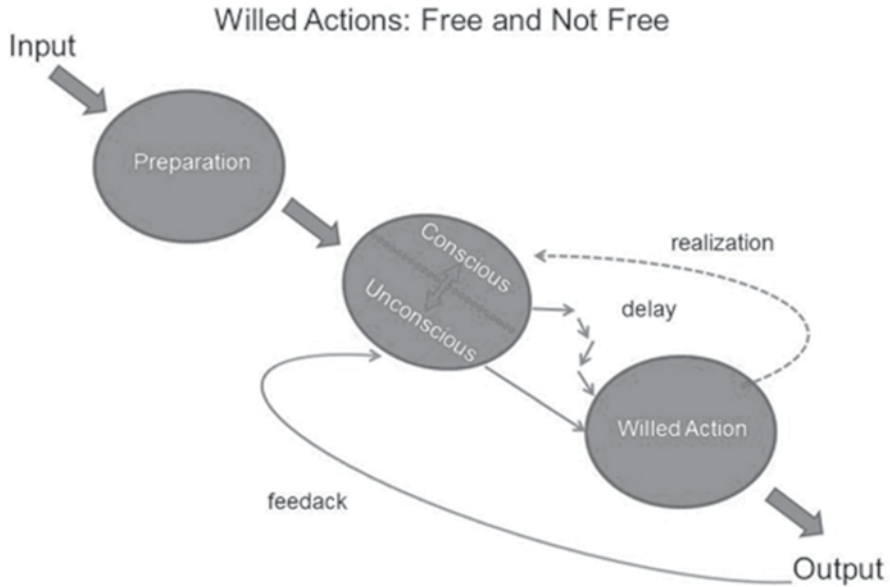 Willed Actions: Free and Not Free
Input
Preparation
Conscious
Unconscious
realization
delay
Willed Action
feedack
Output